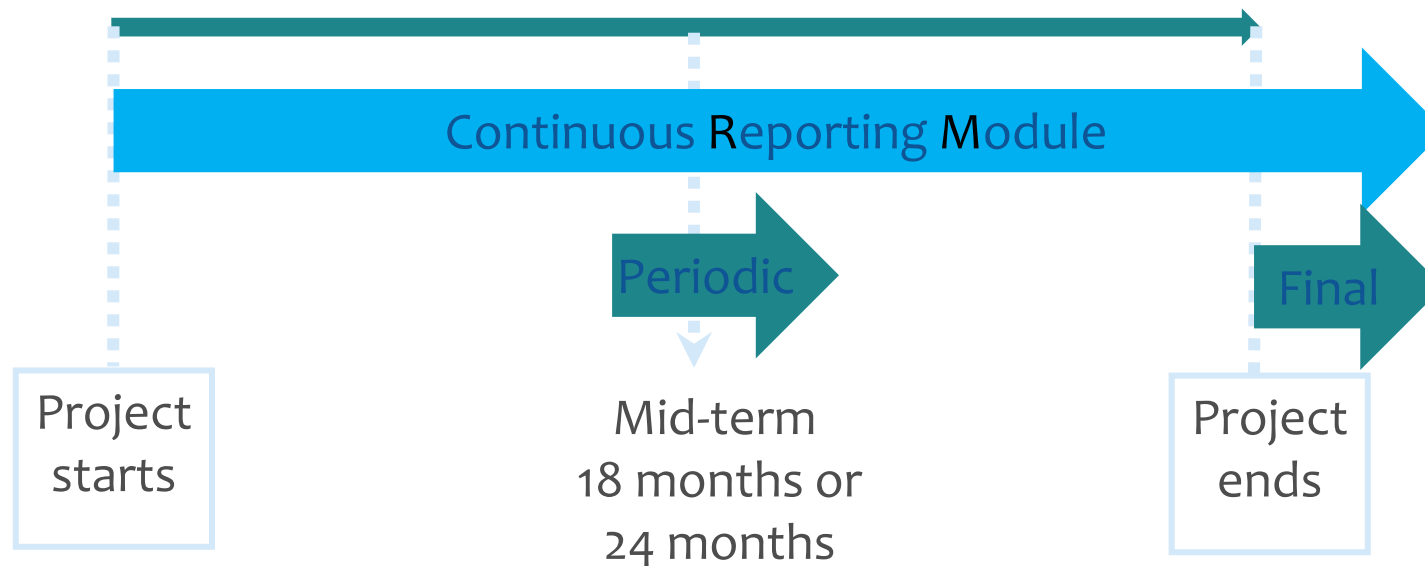 Continuous Reporting Module
Periodic
Final
Project
starts
Mid-term
18 months or
24 months
Project
ends